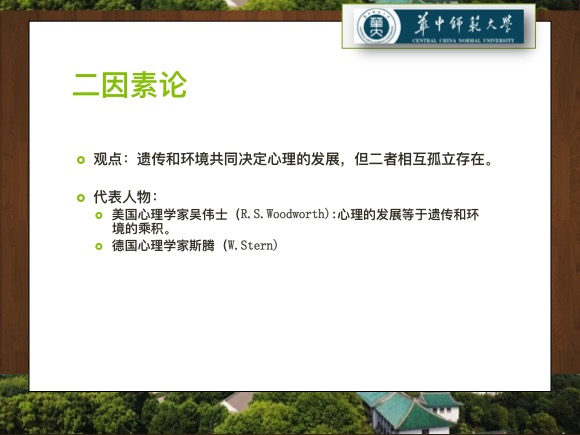 華中師範大學
CENTRAL CHINA NORMAL UNIVERSITY
二因素论
观点：遗传和环境共同决定心理的发展，但二者相互孤立存在。
代表人物：
美国心理学家吴伟士（R.S.Woodworth）:心理的发展等于遗传和环
境的乘积。
德国心理学家斯腾（W.Stern）